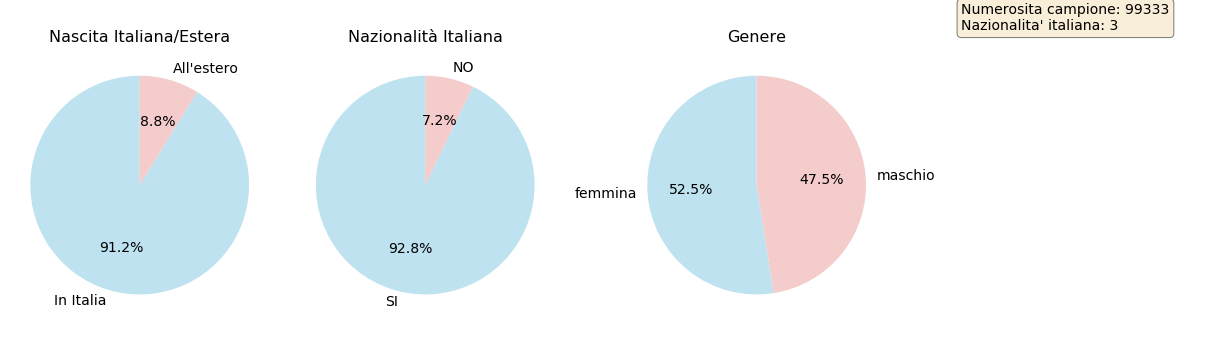 Numerosita campione: 99333
Nazionalita' italiana: 3
Nascita Italiana/Estera
All'estero
8.8%
91.2%
In Italia
Nazionalità Italiana
NO
7.2%
92.8%
SI
Genere
femmina
52.5%
47.5%
maschio